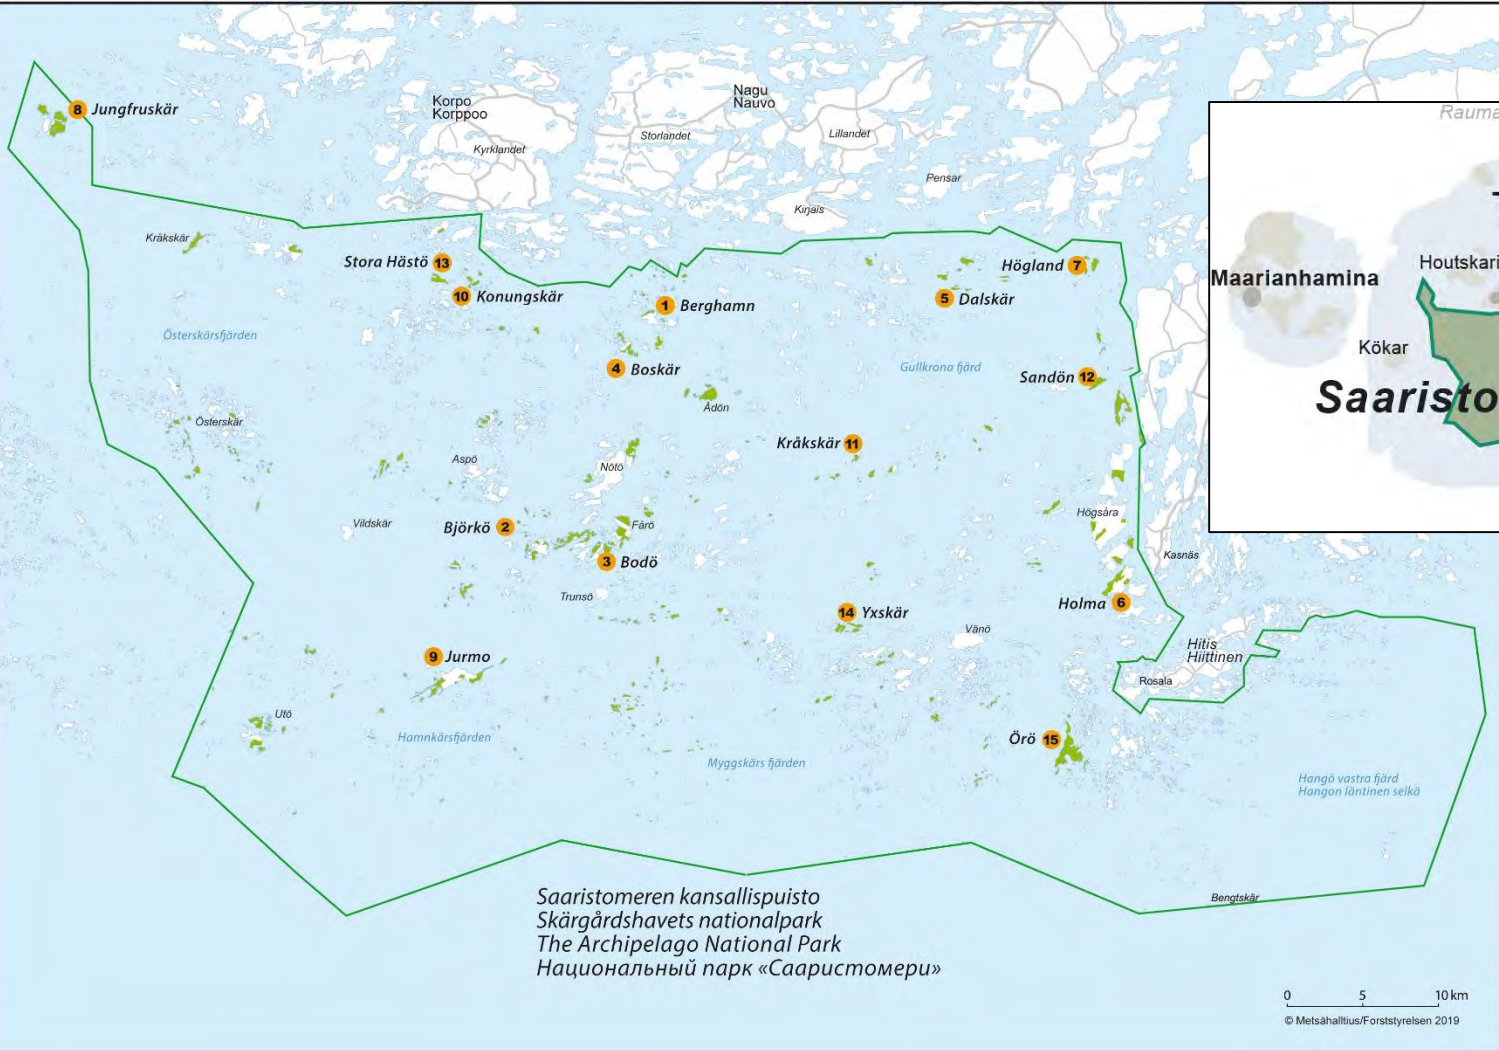 8 Jungfruskär
Korpo
Korppoo
Kyrklandet
Nagu
Nauvo
Storlandet
Lillandet
Pensar
Kirjais
Rauma
Maarianhamina
Houtskari
Kökar
Saaristo
Kråkskär
Stora Hästö 13
10 Konungskär
1 Berghamn
5 Dalskär
Högland 7
Österskärsfjärden
4 Boskär
Gullkrona fjärd
Sandön 12
Ådön
Österskär
Kråkskär 11
Aspö
Nötö
Vildskär
Björkö 2
Fårö
Högsåra
3 Bodö
Kasnäs
Trunsö
14 Yxskär
Holma 6
Vänö
Hitis
Hiittinen
9 Jurmo
Rosala
Utö
Hamnkärsfjärden
Örö 15
Myggskärs fjärden
Hangö vastra fjärd
Hangon läntinen selkä
Bengtskär
Saaristomeren kansallispuisto
Skärgårdshavets nationalpark
The Archipelago National Park
Национальный парк «Сааристомери»
0 5 10 km
© Metsähalltius/Forststyrelsen 2019